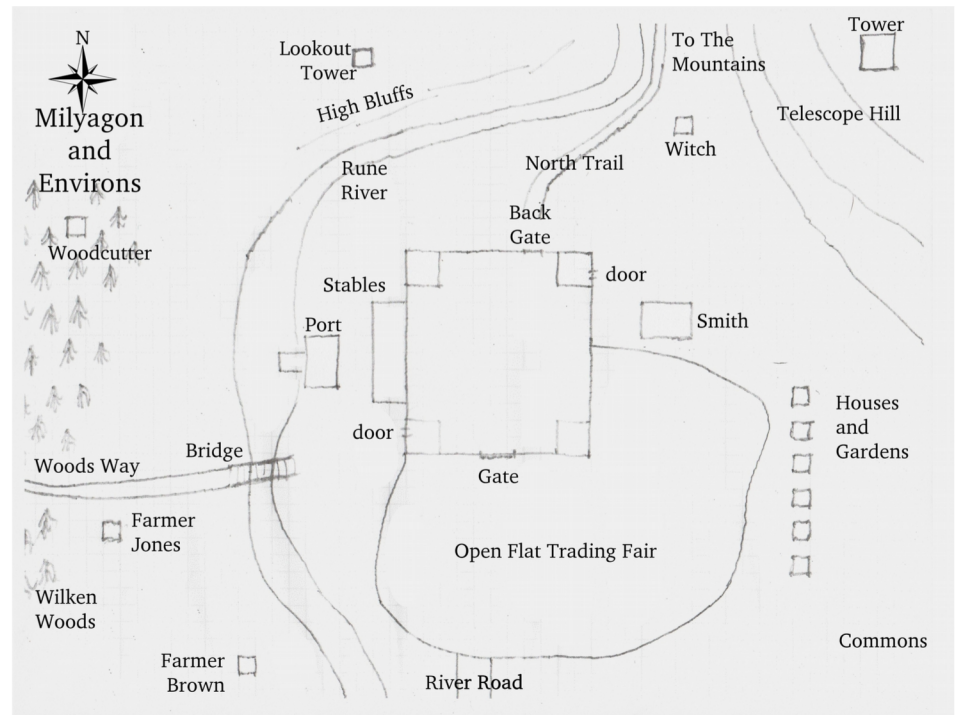 N
Milyagon
and
Environs
Lookout
Tower
High Bluffs
Rune
River
To The
Mountains
Tower
Telescope Hill
Witch
North Trail
Back
Gate
Woodcutter
Stables
door
Port
Smith
door
Gate
Houses
and
Gardens
Bridge
Woods Way
Farmer
Jones
Open Flat Trading Fair
Wilken
Woods
Commons
Farmer
Brown
River Road